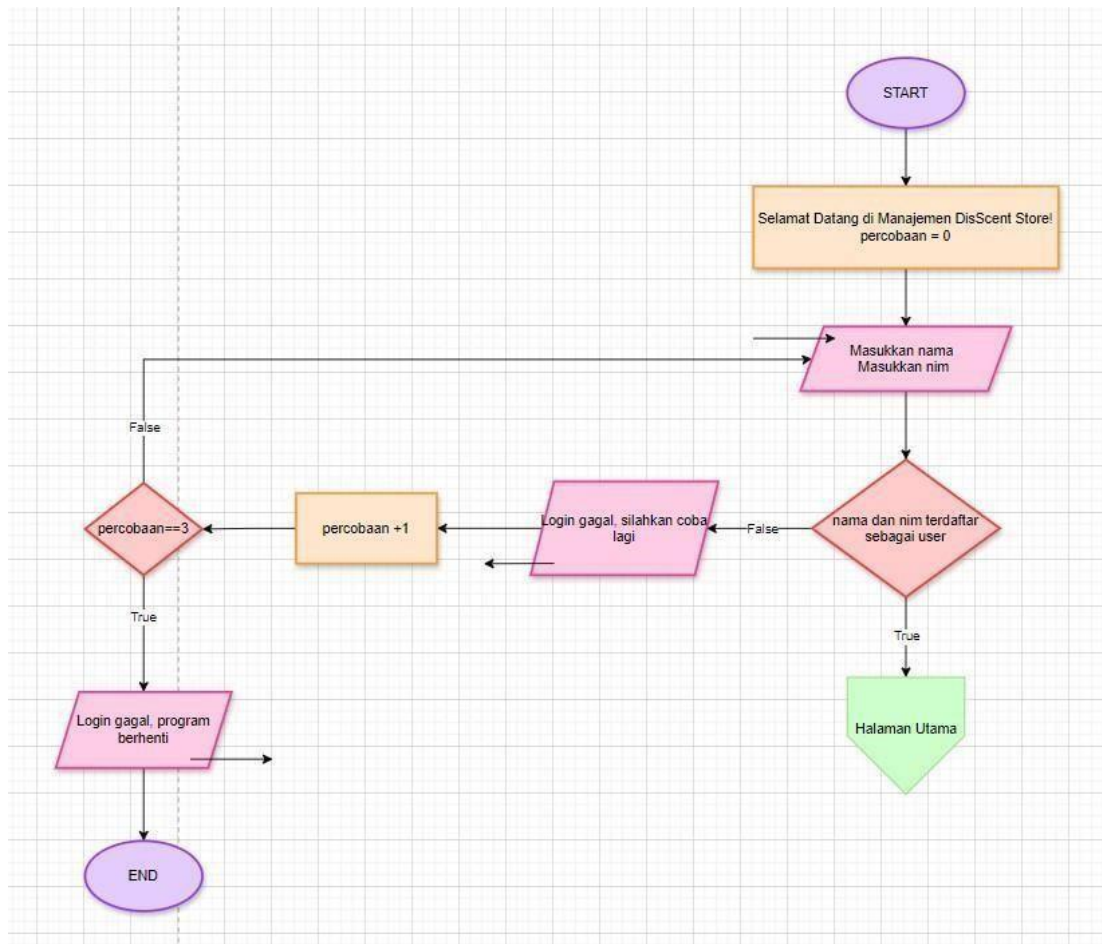 START
Selamat Datang di Manajemen DisScent Store!
percobaan = 0
Masukkan nama
Masukkan nim
nama dan nim terdaftar
sebagai user
False
Login gagal, silahkan coba
lagi
percobaan +1
percobaan==3
False
True
Login gagal, program
berhenti
END
True
Halaman Utama